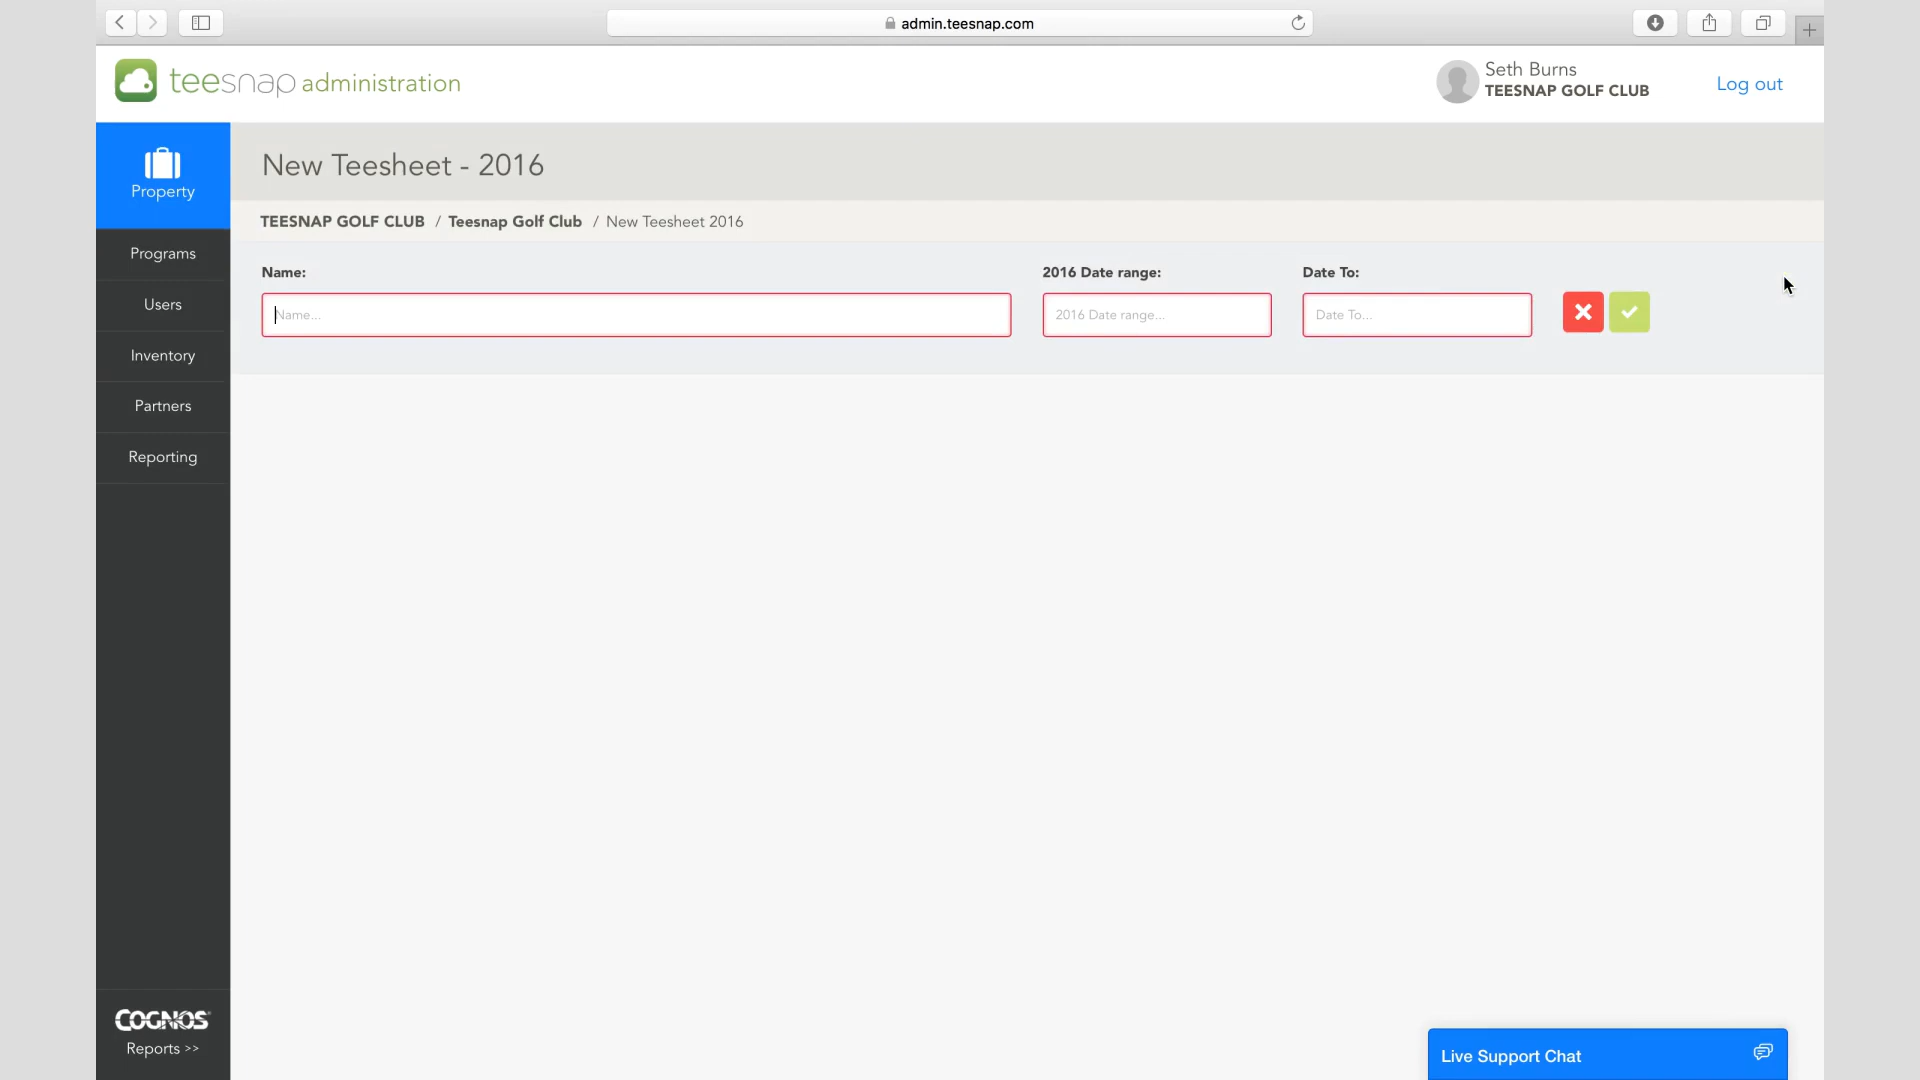 admin.teesnap.com
teesnap administration
Seth Burns
TEESNAP GOLF CLUB
Log out
Property
New Teesheet - 2016
TEESNAP GOLF CLUB / Teesnap Golf Club / New Teesheet 2016
Programs
Users
Inventory
Partners
Reporting
Name:
2016 Date range:
Date To:
Name...
2016 Date range...
Date To...
COGNOS
Reports >>
Live Support Chat